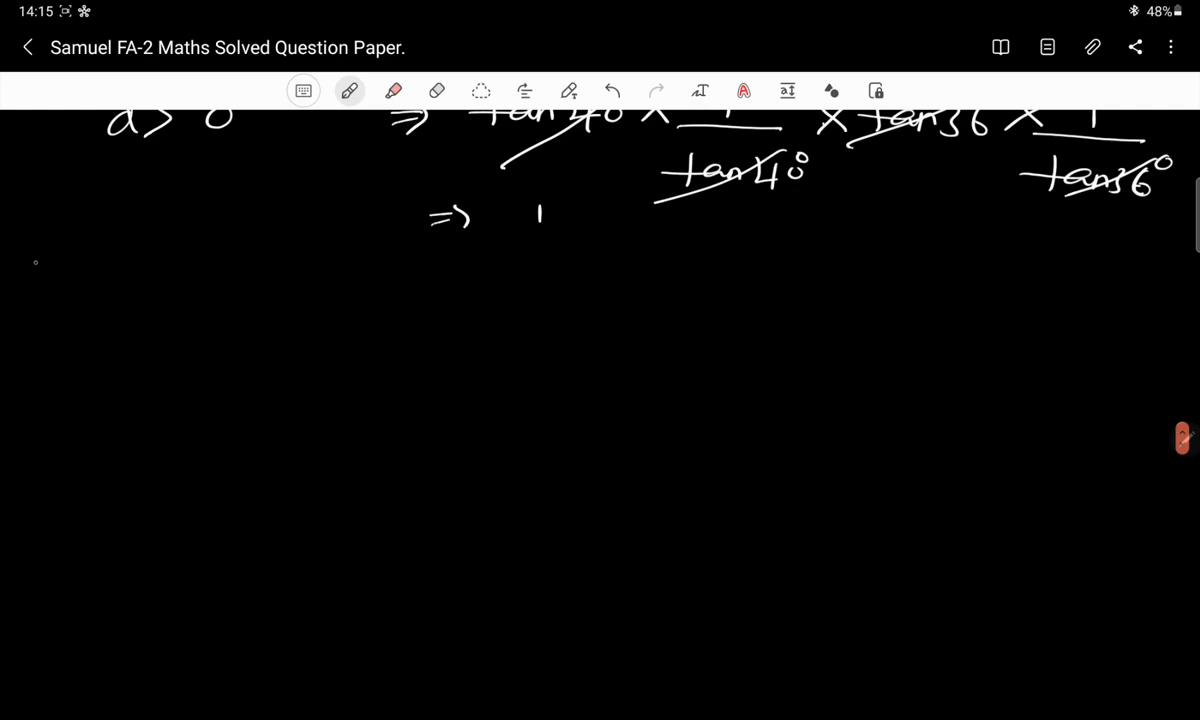 14:15 48%
Samuel FA-2 Maths Solved Question Paper.
d > 0 ⇒ tan 40 × 1 × tan 36 × 1
tan 40° tan 36°
⇒ 1